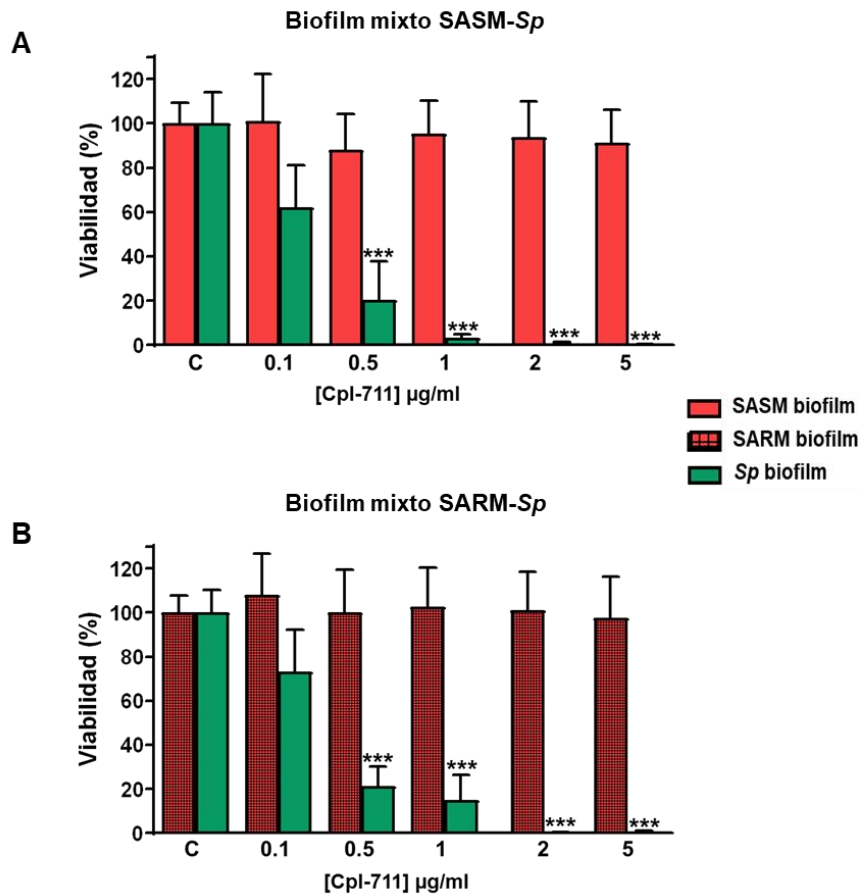 A
Biofilm mixto SASM-Sp
Viabilidad (%)
120
100
80
60
40
20
0
***
***
***
***
C 0.1 0.5 1 2 5
[Cpl-711] µg/ml
SASM biofilm
SARM biofilm
Sp biofilm
B
Biofilm mixto SARM-Sp
Viabilidad (%)
120
100
80
60
40
20
0
***
***
***
***
C 0.1 0.5 1 2 5
[Cpl-711] µg/ml